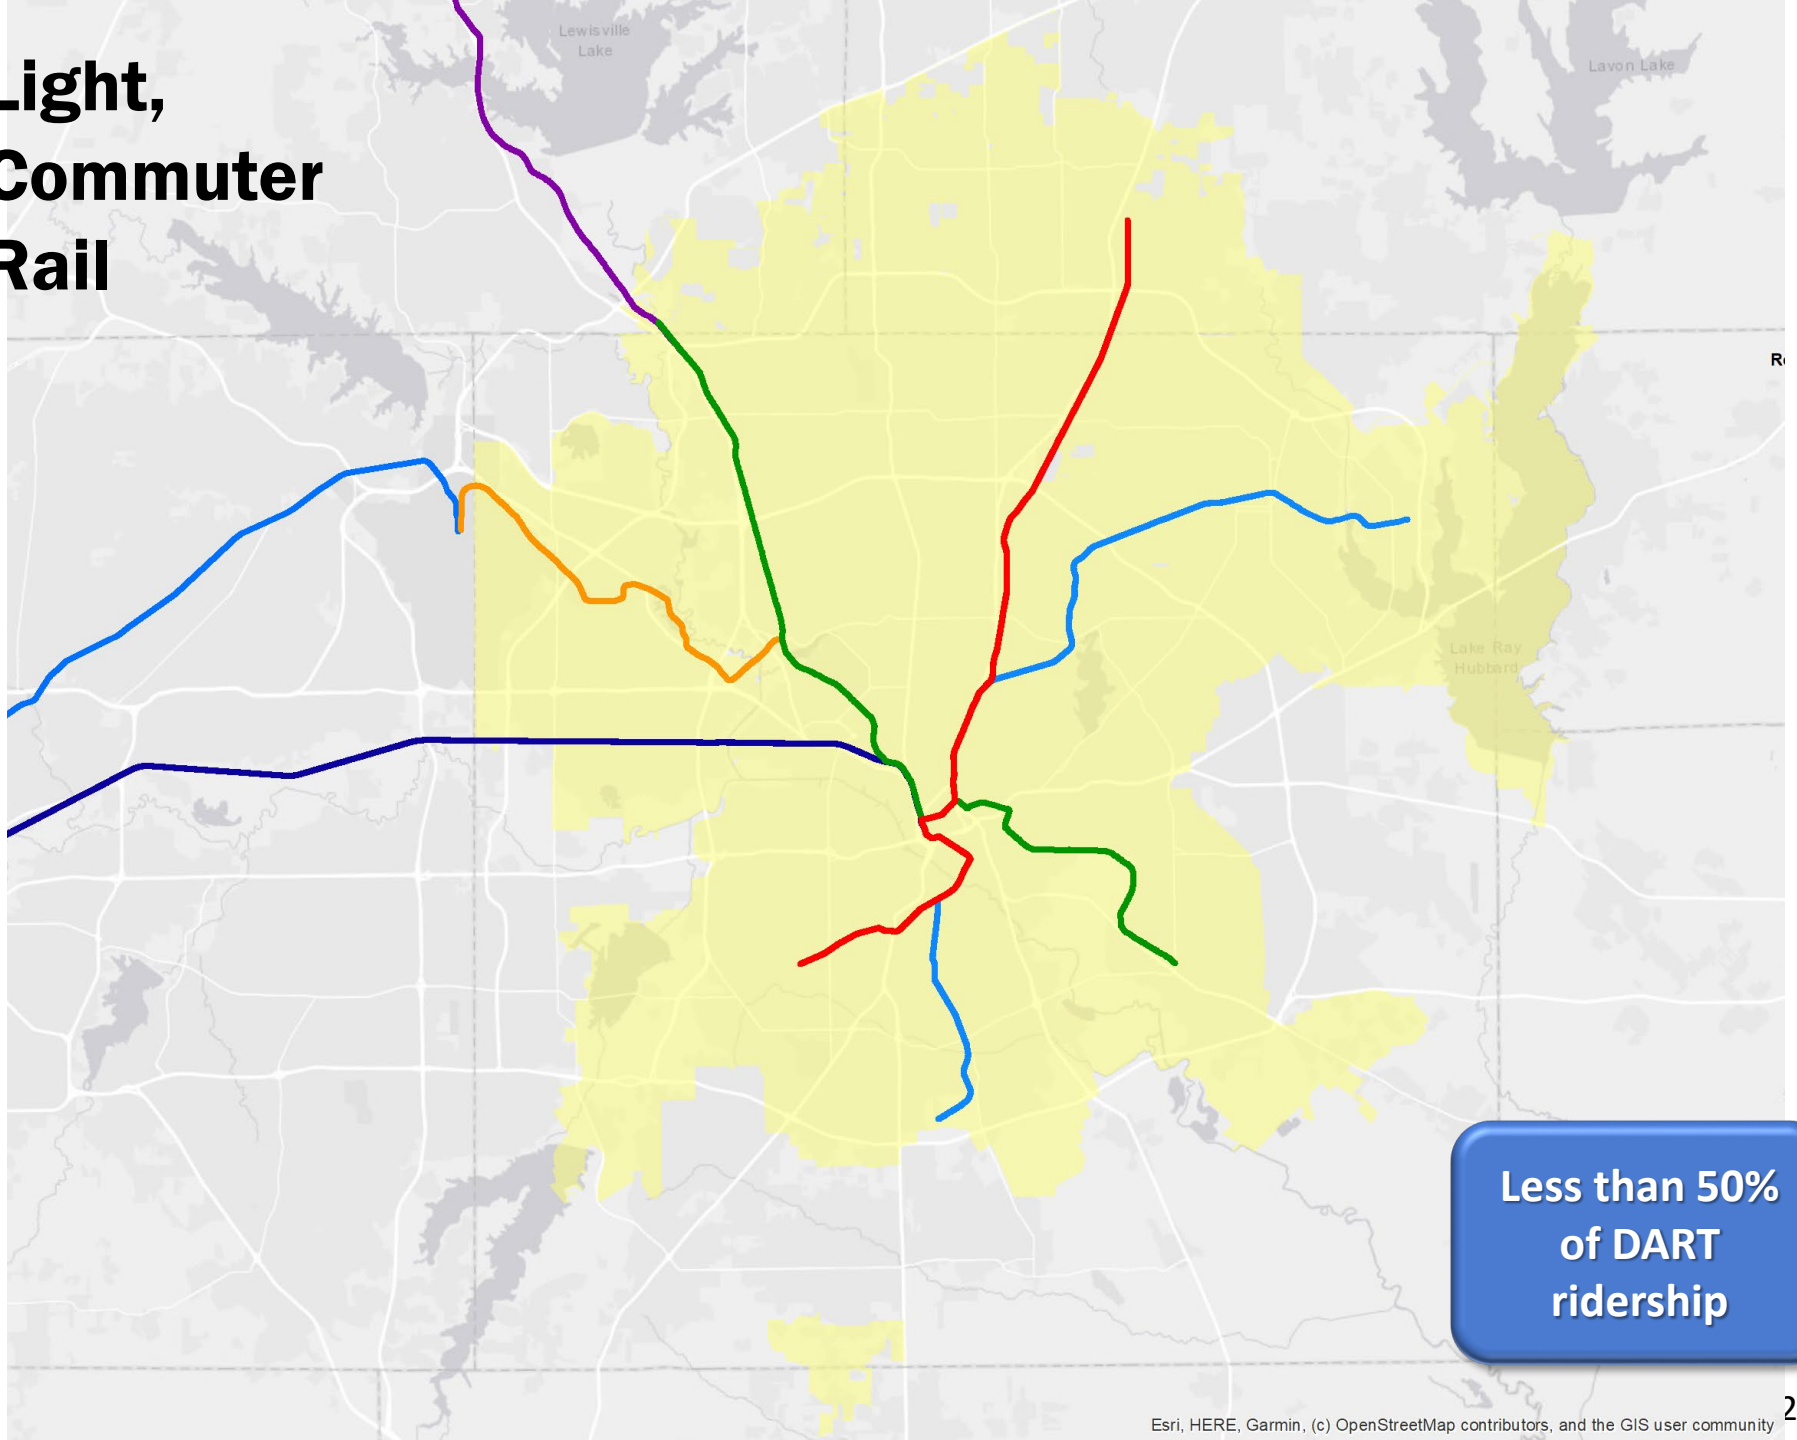 Light,
Commuter
Rail
Lewisville
Lake
Lavon Lake
Lake Ray
Hubbard
Less than 50%
of DART
ridership
Esri, HERE, Garmin, (c) OpenStreetMap contributors, and the GIS user community
2